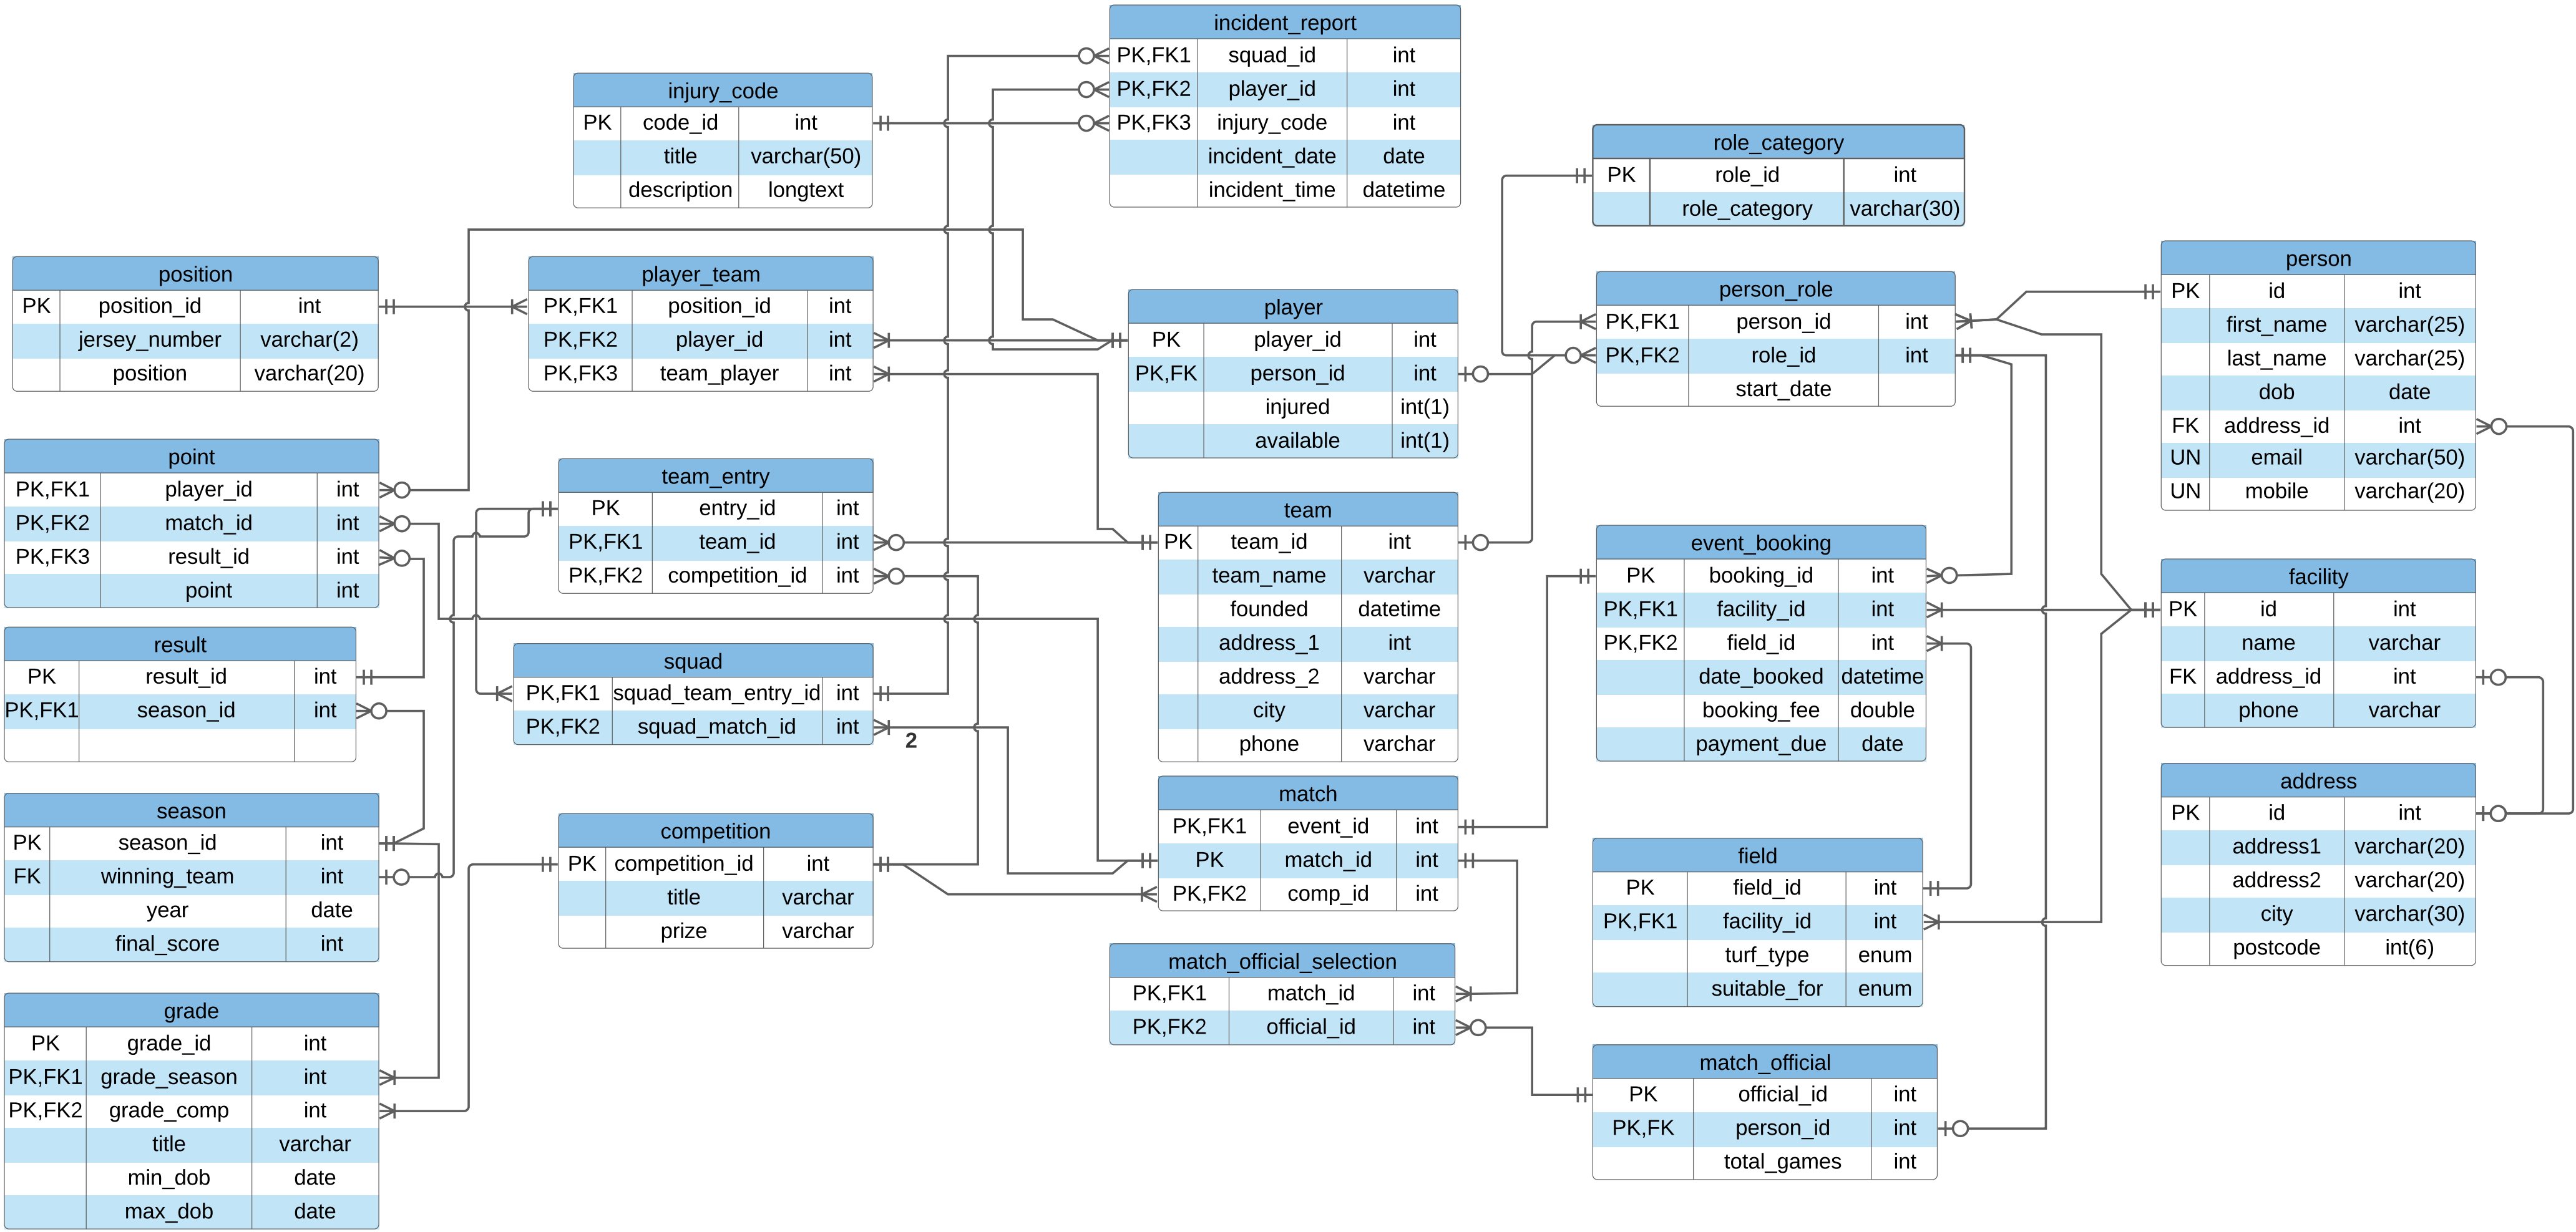 incident_report
PK,FK1 squad_id int
PK,FK2 player_id int
PK,FK3 injury_code int
incident_date date
incident_time datetime
injury_code
PK code_id int
title varchar(50)
description longtext
role_category
PK role_id int
role_category varchar(30)
position
PK position_id int
jersey_number varchar(2)
position varchar(20)
player_team
PK,FK1 position_id int
PK,FK2 player_id int
PK,FK3 team_player int
player
PK player_id int
PK,FK person_id int
injured int(1)
available int(1)
person_role
PK,FK1 person_id int
PK,FK2 role_id int
start_date
person
PK id int
first_name varchar(25)
last_name varchar(25)
dob date
FK address_id int
UN email varchar(50)
UN mobile varchar(20)
point
PK,FK1 player_id int
PK,FK2 match_id int
PK,FK3 result_id int
point int
team_entry
PK entry_id int
PK,FK1 team_id int
PK,FK2 competition_id int
team
PK team_id int
team_name varchar
founded datetime
address_1 int
address_2 varchar
city varchar
phone varchar
event_booking
PK booking_id int
PK,FK1 facility_id int
PK,FK2 field_id int
date_booked datetime
booking_fee double
payment_due date
facility
PK id int
name varchar
FK address_id int
phone varchar
result
PK result_id int
PK,FK1 season_id int
squad
PK,FK1 squad_team_entry_id int
PK,FK2 squad_match_id int
2
address
PK id int
address1 varchar(20)
address2 varchar(20)
city varchar(30)
postcode int(6)
season
PK season_id int
FK winning_team int
year date
final_score int
competition
PK competition_id int
title varchar
prize varchar
match
PK,FK1 event_id int
PK match_id int
PK,FK2 comp_id int
field
PK field_id int
PK,FK1 facility_id int
turf_type enum
suitable_for enum
match_official_selection
PK,FK1 match_id int
PK,FK2 official_id int
grade
PK grade_id int
PK,FK1 grade_season int
PK,FK2 grade_comp int
title varchar
min_dob date
max_dob date
match_official
PK official_id int
PK,FK person_id int
total_games int